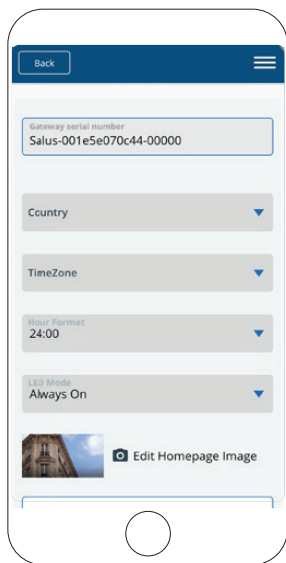 Back
Gateway serial number
Salus-001e5e070c44-00000
Country
TimeZone
Hour Format
24:00
LED Mode
Always On
Edit Homepage Image